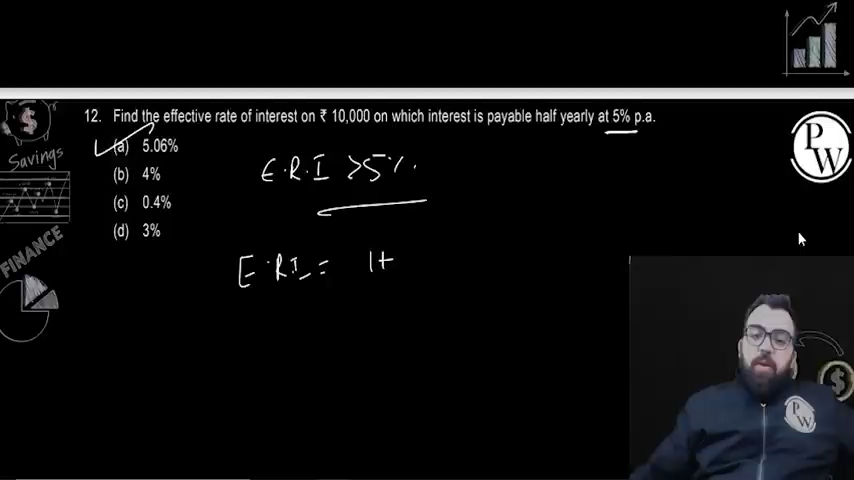 12. Find the effective rate of interest on ₹ 10,000 on which interest is payable half yearly at 5% p.a.
(a) 5.06%
(b) 4%
(c) 0.4%
(d) 3%
E.R.I >5%.
E.R.I = 1+
$
Savings
FINANCE
P
W
PW
$